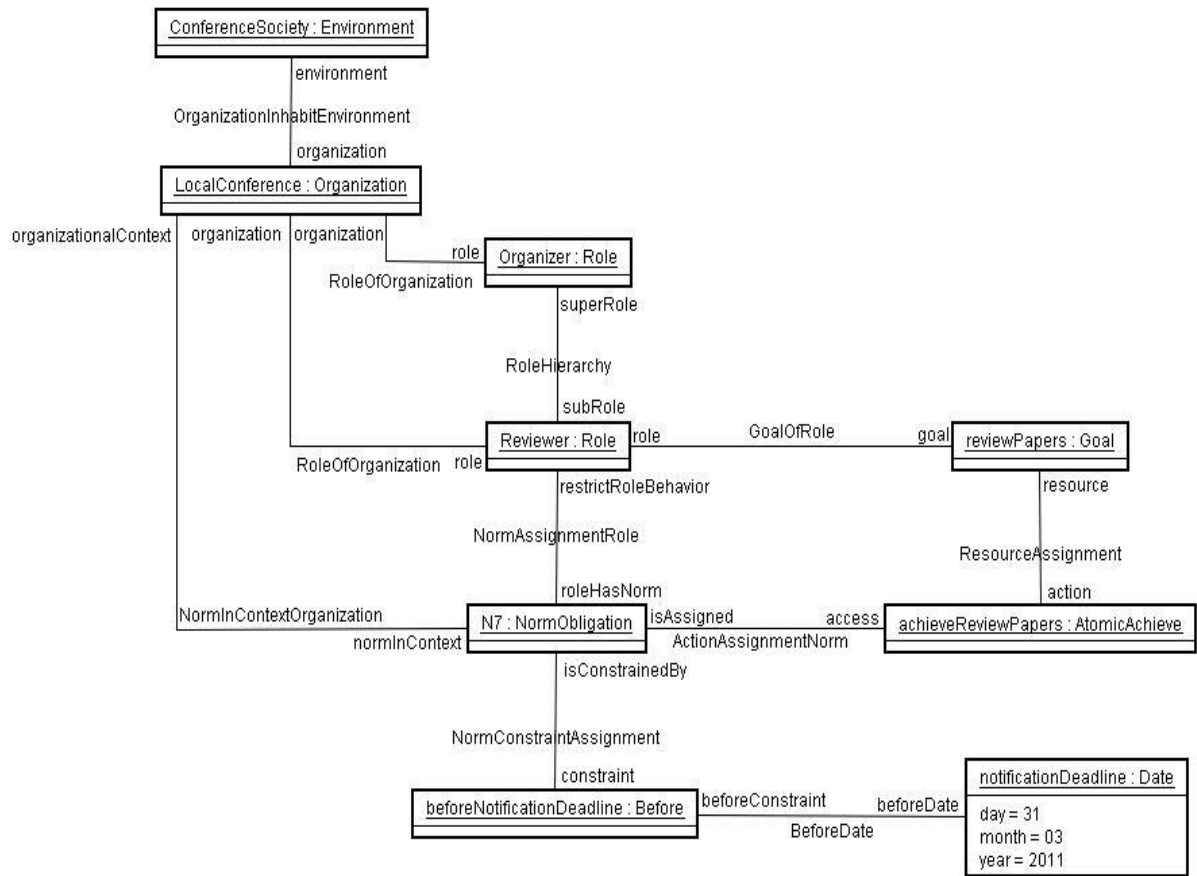 ConferenceSociety : Environment
environment
OrganizationInhabitEnvironment
organization
LocalConference : Organization
organizationalContext
organization
organization
role
Organizer : Role
RoleOfOrganization
superRole
RoleHierarchy
subRole
Reviewer : Role
role
GoalOfRole
goal
reviewPapers : Goal
RoleOfOrganization
role
restrictRoleBehavior
resource
NormAssignmentRole
ResourceAssignment
roleHasNorm
action
NormInContextOrganization
normInContext
N7 : NormObligation
isAssigned
access
ActionAssignmentNorm
achieveReviewPapers : AtomicAchieve
isConstrainedBy
NormConstraintAssignment
constraint
beforeNotificationDeadline : Before
beforeConstraint
beforeDate
BeforeDate
notificationDeadline : Date
day = 31
month = 03
year = 2011